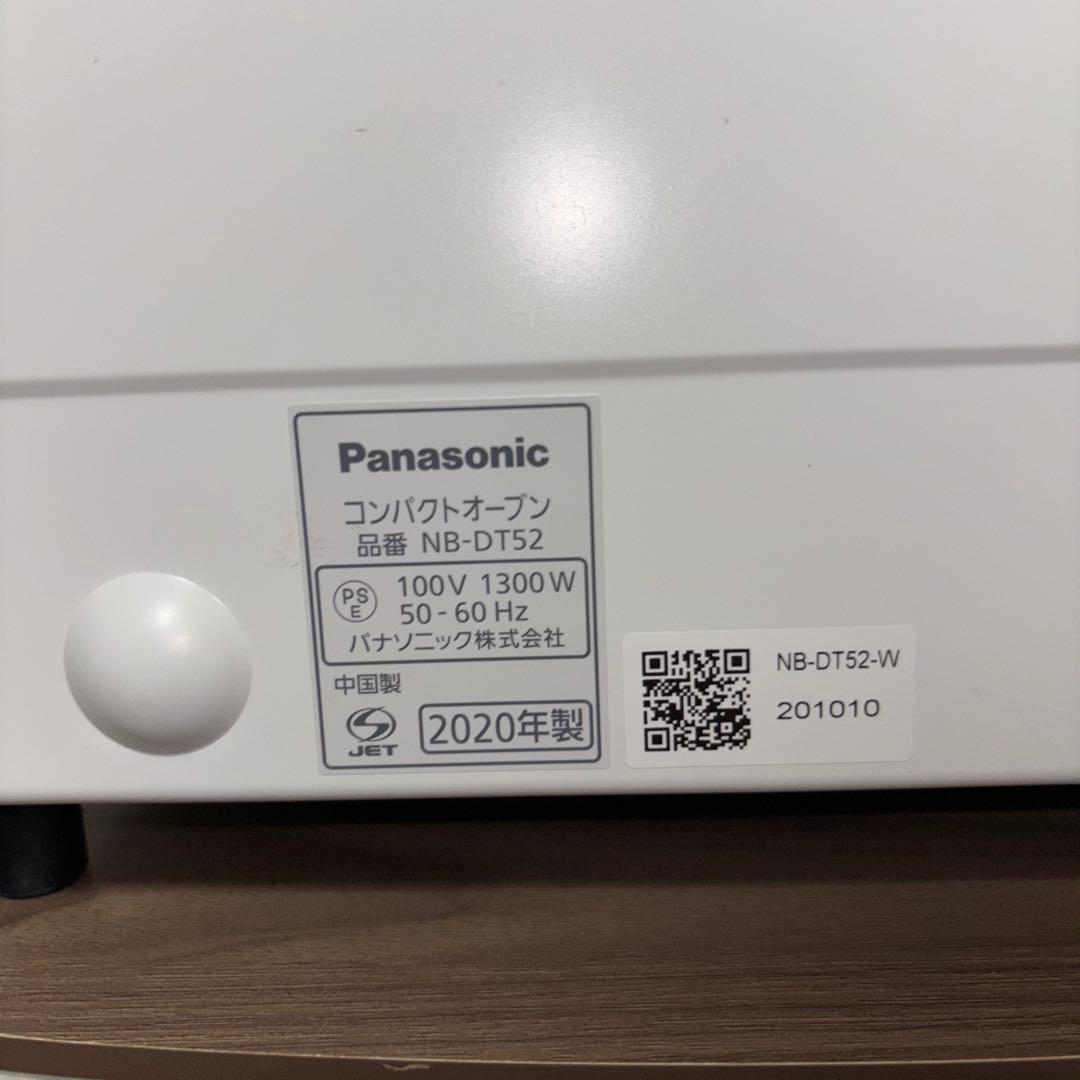 Panasonic
コンパクトオーブン
品番 NB-DT52
PS
E
100V 1300W
50-60 Hz
パナソニック株式会社
中国製
JET
2020年製
NB-DT52-W
201010